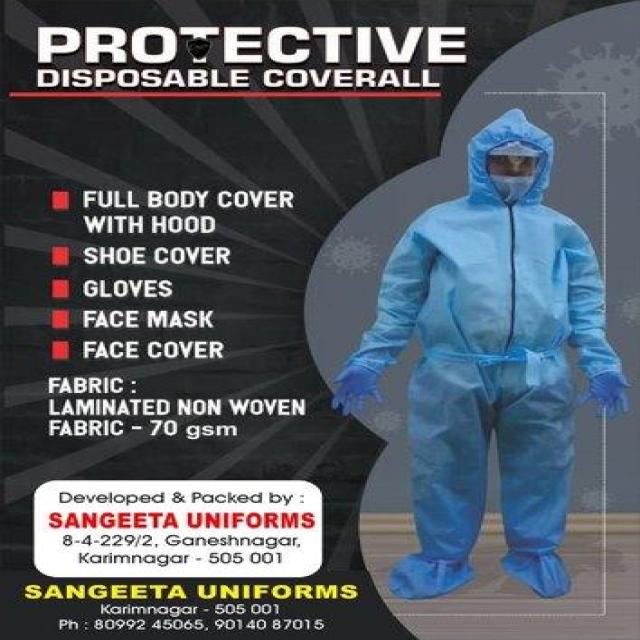 PROTECTIVE
DISPOSABLE COVERALL
FULL BODY COVER
WITH HOOD
SHOE COVER
GLOVES
FACE MASK
FACE COVER
FABRIC :
LAMINATED NON WOVEN
FABRIC - 70 gsm
Developed & Packed by :
SANGEETA UNIFORMS
8-4-229/2, Ganeshnagar,
Karimnagar - 505 001
SANGEETA UNIFORMS
Karimnagar - 505 001
Ph : 80992 45065, 90140 87015